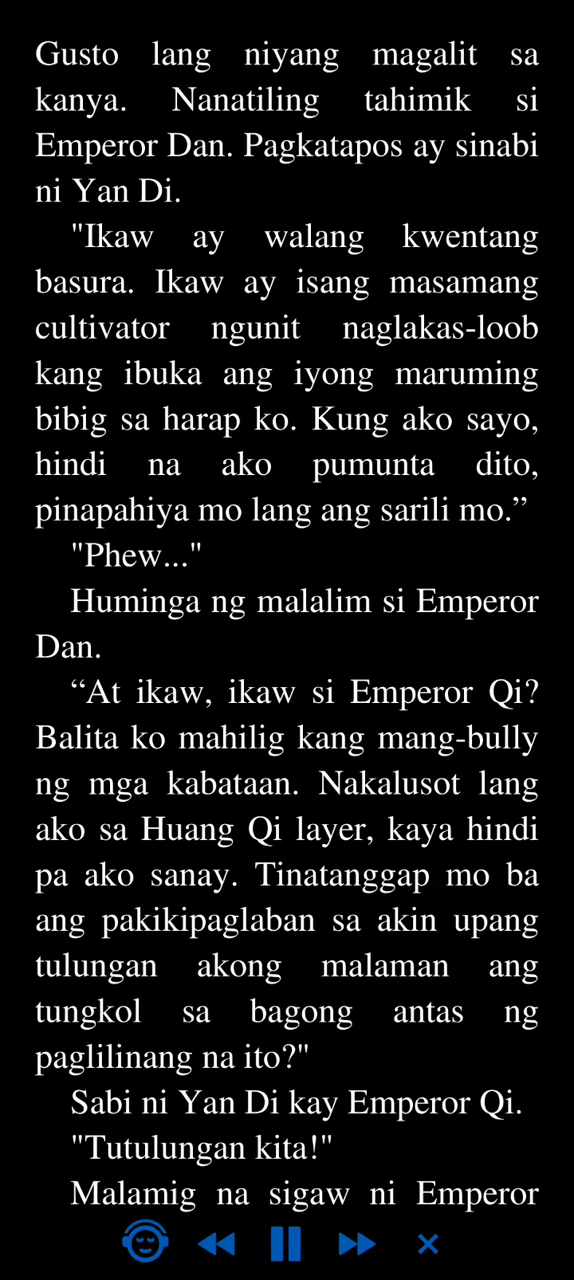 Gusto lang niyang magalit sa
kanya. Nanatiling tahimik si
Emperor Dan. Pagkatapos ay sinabi
ni Yan Di.
"Ikaw ay walang kwentang
basura. Ikaw ay isang masamang
cultivator ngunit naglakas-loob
kang ibuka ang iyong maruming
bibig sa harap ko. Kung ako sayo,
hindi na ako pumunta dito,
pinapahiya mo lang ang sarili mo.”
"Phew..."
Huminga ng malalim si Emperor
Dan.
“At ikaw, ikaw si Emperor Qi?
Balita ko mahilig kang mang-bully
ng mga kabataan. Nakalusot lang
ako sa Huang Qi layer, kaya hindi
pa ako sanay. Tinatanggap mo ba
ang pakikipaglaban sa akin upang
tulungan akong malaman ang
tungkol sa bagong antas ng
paglilinang na ito?"
Sabi ni Yan Di kay Emperor Qi.
"Tutulungan kita!"
Malamig na sigaw ni Emperor